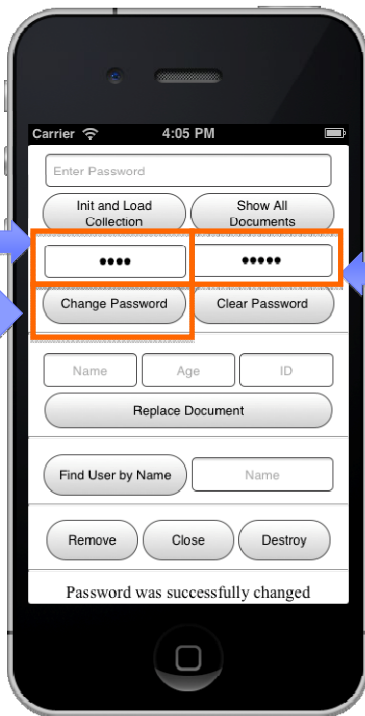 Carrier 4:05 PM
Enter Password
Init and Load Show All
Collection Documents
•••• •••••
Change Password Clear Password
Name Age ID
Replace Document
Find User by Name Name
Remove Close Destroy
Password was successfully changed